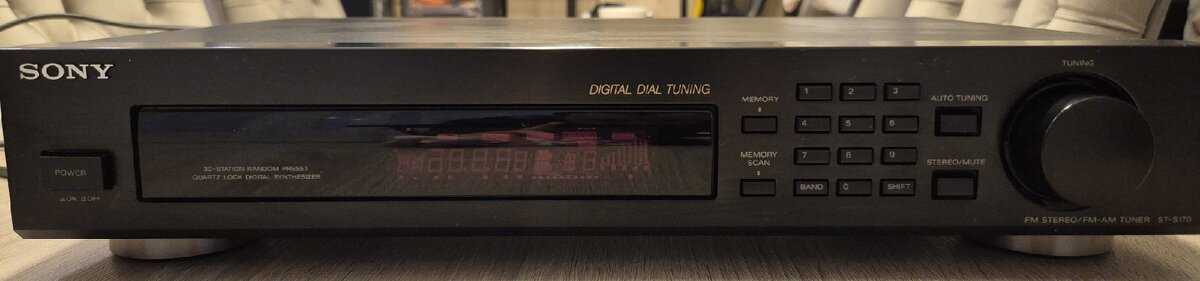 SONY
DIGITAL DIAL TUNING
TUNING
MEMORY
1 2 3
AUTO TUNING
4 5 6
MEMORY
SCAN
7 8 9
STEREO/MUTE
BAND 0 SHIFT
POWER
30-STATION RANDOM PRESET
QUARTZ LOCK DIGITAL SYNTHESIZER
ON OFF
FM STEREO/FM-AM TUNER ST-S170